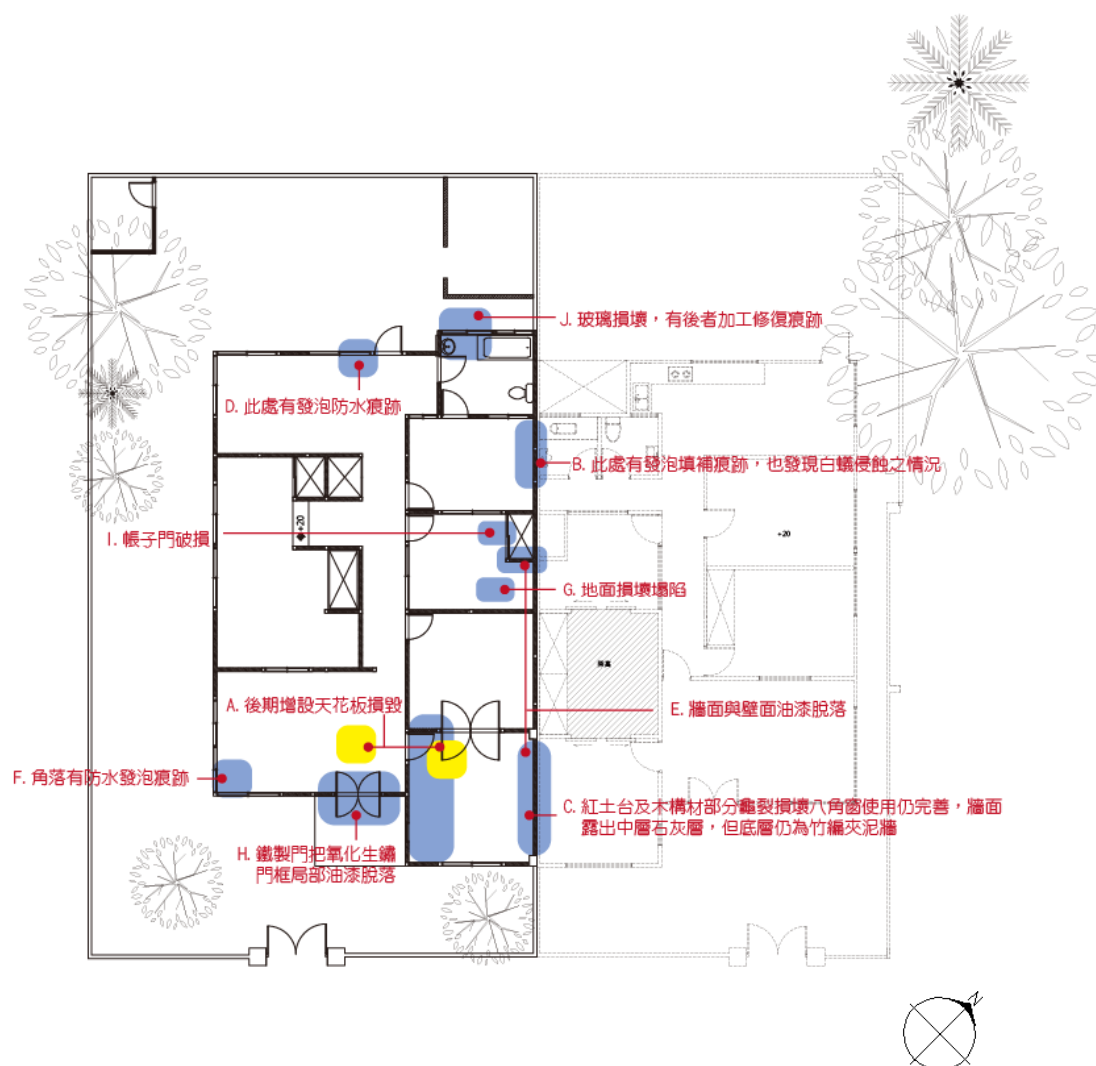 J. 玻璃損壞，有後者加工修復痕跡
D. 此處有發泡防水痕跡
B. 此處有發泡填補痕跡，也發現白蟻侵蝕之情況
+20
+20
I. 帳子門破損
G. 地面損壞塌陷
A. 後期增設天花板損毀
E. 牆面與壁面油漆脫落
F. 角落有防水發泡痕跡
C. 紅土台及木構材部分龜裂損壞八角窗使用仍完善，牆面
露出中層石灰層，但底層仍為竹編夾泥牆
H. 鐵製門把氧化生鏽
門框局部油漆脫落
N